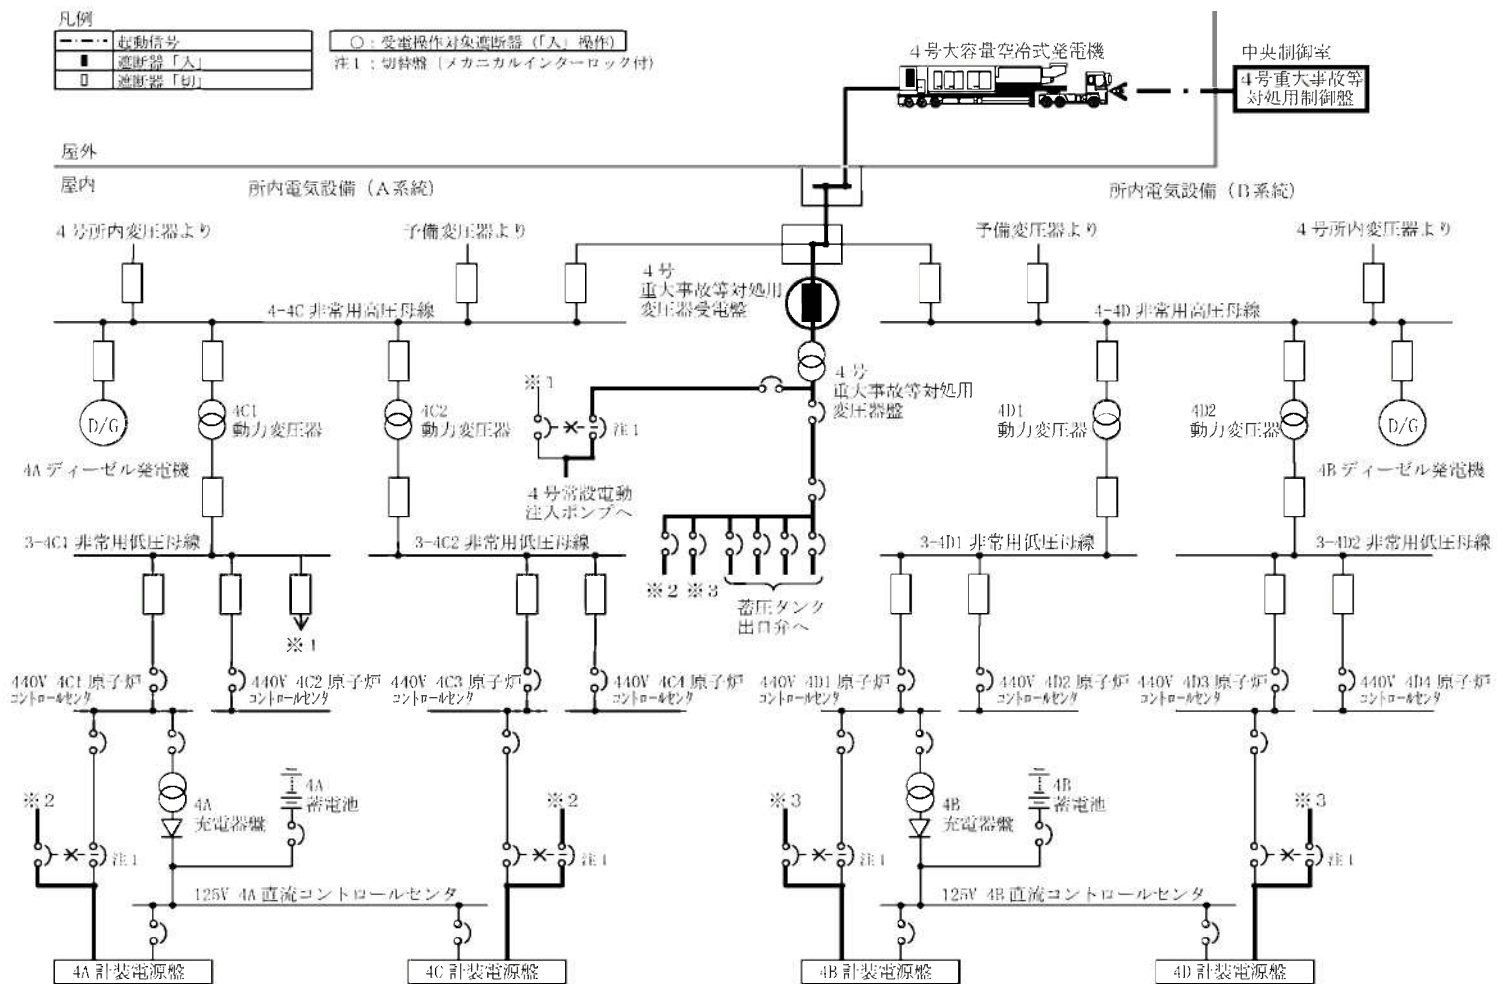 凡例
起動信号
遮断器「入」
遮断器「切」
○：受電操作対象遮断器（「入」操作）
注1：切替盤（メカニカルインターロック付）
4号大容量空冷式発電機
中央制御室
4号重大事故等
対処用制御盤
屋外
屋内
所内電気設備（A系統）
所内電気設備（B系統）
4号所内変圧器より
予備変圧器より
予備変圧器より
4号所内変圧器より
4号
重大事故等対処用
変圧器受電盤
4-4C 非常用高圧母線
4-4D 非常用高圧母線
4号
重大事故等対処用
変圧器盤
※1
注1
D/G
4C1
動力変圧器
4C2
動力変圧器
4D1
動力変圧器
4D2
動力変圧器
D/G
4A ディーゼル発電機
4B ディーゼル発電機
4号常設電動
注入ポンプへ
3-4C1 非常用低圧母線
3-4C2 非常用低圧母線
3-4D1 非常用低圧母線
3-4D2 非常用低圧母線
※2
※3
蓄圧タンク
出口弁へ
※1
440V 4C1 原子炉
コントロールセンタ
440V 4C2 原子炉
コントロールセンタ
440V 4C3 原子炉
コントロールセンタ
440V 4C4 原子炉
コントロールセンタ
440V 4D1 原子炉
コントロールセンタ
440V 4D2 原子炉
コントロールセンタ
440V 4D3 原子炉
コントロールセンタ
440V 4D4 原子炉
コントロールセンタ
※2
4A
充電器盤
4A
蓄電池
※2
※3
4B
充電器盤
4B
蓄電池
※3
注1
注1
注1
注1
125V 4A 直流コントロールセンタ
125V 4B 直流コントロールセンタ
4A 計装電源盤
4C 計装電源盤
4B 計装電源盤
4D 計装電源盤